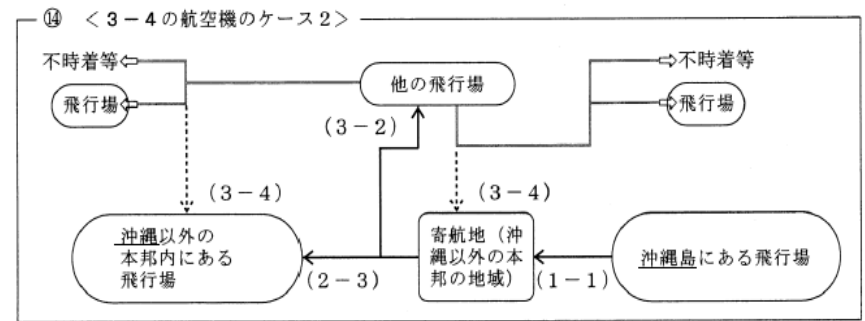 ⑭ <3－4の航空機のケース2>
不時着等
飛行場
他の飛行場
不時着等
飛行場
(3－2)
(3－4)
(3－4)
沖縄以外の
本邦内にある
飛行場
(2－3)
寄航地（沖
縄以外の本
邦の地域）
(1－1)
沖縄島にある飛行場